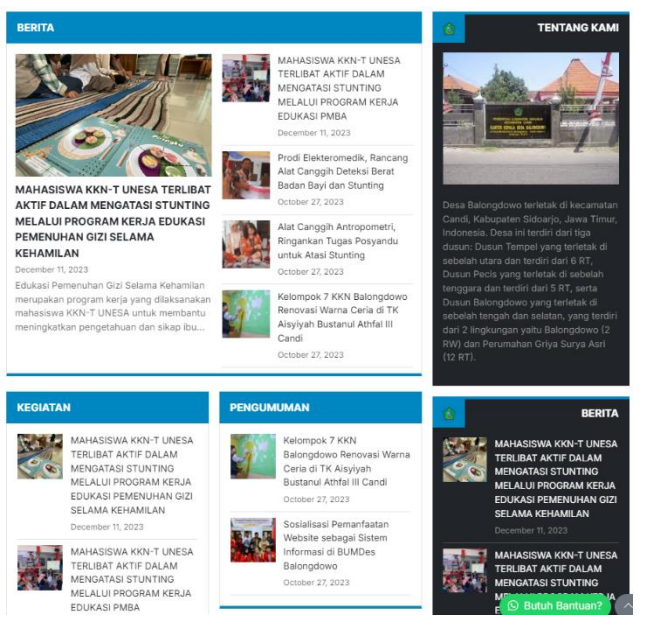 BERITA
MAHASISWA KKN-T UNESA TERLIBAT
AKTIF DALAM MENGATASI STUNTING
MELALUI PROGRAM KERJA EDUKASI
PEMENUHAN GIZI SELAMA
KEHAMILAN
December 11, 2023
Edukasi Pemenuhan Gizi Selama Kehamilan
merupakan program kerja yang dilaksanakan
mahasiswa KKN-T UNESA untuk membantu
meningkatkan pengetahuan dan sikap ibu...
MAHASISWA KKN-T UNESA
TERLIBAT AKTIF DALAM
MENGATASI STUNTING
MELALUI PROGRAM KERJA
EDUKASI PMBA
December 11, 2023
Prodi Elekteromedik, Rancang
Alat Canggih Deteksi Berat
Badan Bayi dan Stunting
October 27, 2023
Alat Canggih Antropometri,
Ringankan Tugas Posyandu
untuk Atasi Stunting
October 27, 2023
Kelompok 7 KKN Balongdowo
Renovasi Warna Ceria di TK
Aisyiyah Bustanul Athfal III
Candi
October 27, 2023
TENTANG KAMI
Desa Balongdowo terletak di kecamatan
Candi, Kabupaten Sidoarjo, Jawa Timur,
Indonesia. Desa ini terdiri dari tiga
dusun: Dusun Tempel yang terletak di
sebelah utara dan terdiri dari 6 RT,
Dusun Pecis yang terletak di sebelah
tenggara dan terdiri dari 5 RT, serta
Dusun Balongdowo yang terletak di
sebelah tengah dan selatan, yang terdiri
dari 2 lingkungan yaitu Balongdowo (2
RW) dan Perumahan Griya Surya Asri
(12 RT).
KEGIATAN
MAHASISWA KKN-T UNESA
TERLIBAT AKTIF DALAM
MENGATASI STUNTING
MELALUI PROGRAM KERJA
EDUKASI PEMENUHAN GIZI
SELAMA KEHAMILAN
December 11, 2023
MAHASISWA KKN-T UNESA
TERLIBAT AKTIF DALAM
MENGATASI STUNTING
MELALUI PROGRAM KERJA
EDUKASI PMBA
PENGUMUMAN
Kelompok 7 KKN
Balongdowo Renovasi Warna
Ceria di TK Aisyiyah
Bustanul Athfal III Candi
October 27, 2023
Sosialisasi Pemanfaatan
Website sebagai Sistem
Informasi di BUMDes
Balongdowo
October 27, 2023
BERITA
MAHASISWA KKN-T UNESA
TERLIBAT AKTIF DALAM
MENGATASI STUNTING
MELALUI PROGRAM KERJA
EDUKASI PEMENUHAN GIZI
SELAMA KEHAMILAN
December 11, 2023
MAHASISWA KKN-T UNESA
TERLIBAT AKTIF DALAM
MENGATASI STUNTING
Butuh Bantuan?